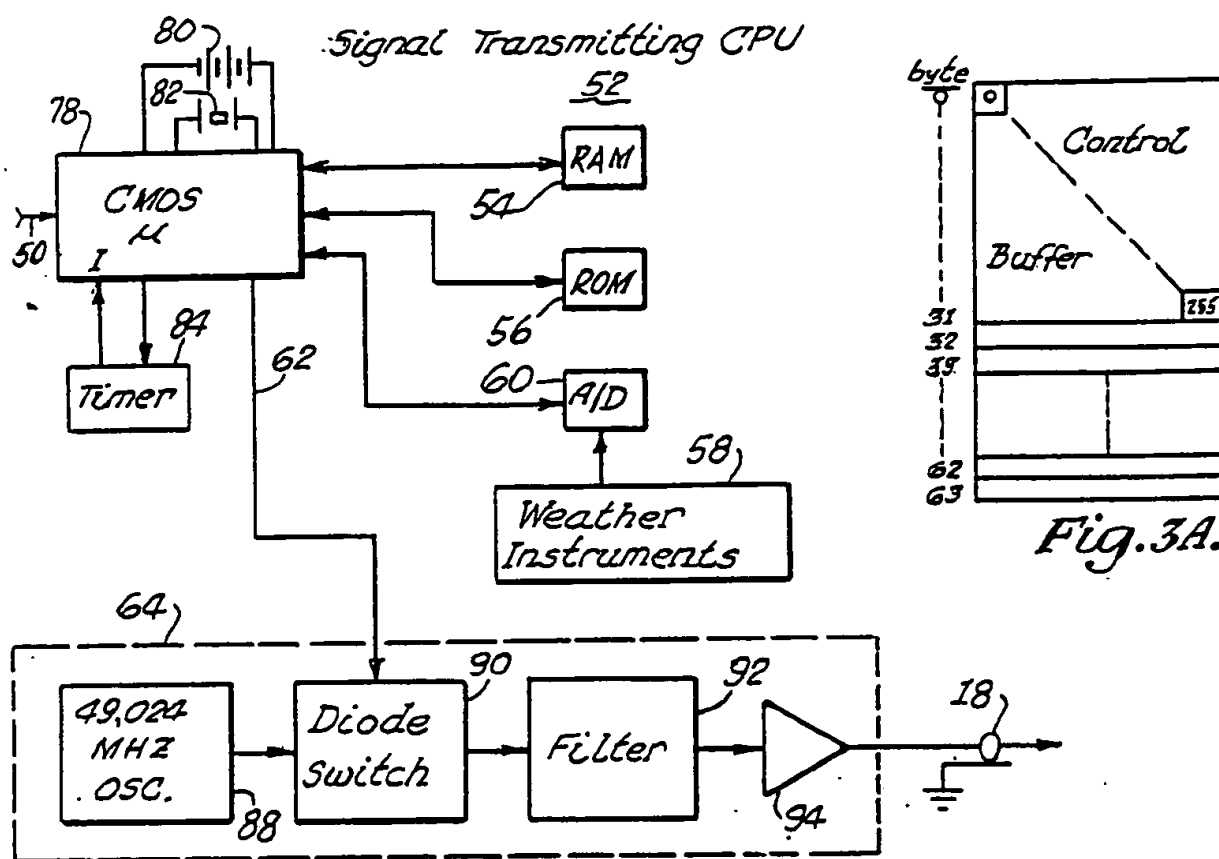 Signal Transmitting CPU
52
80
82
78
CMOS
μ
I
50
RAM
54
ROM
56
84
Timer
62
60
A/D
58
Weather
Instruments
64
49,024
MHZ
OSC.
88
Diode
Switch
90
Filter
92
94
18
byte
0
0
Control
Buffer
255
31
32
39
62
63
Fig.3A.